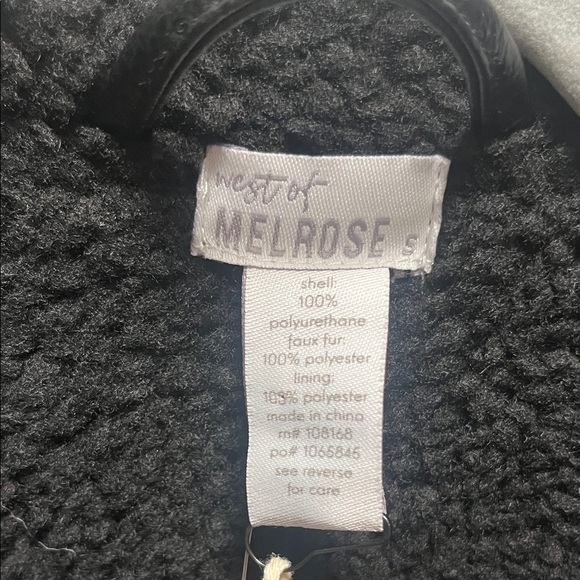 west of
MELROSE S
shell:
100%
polyurethane
faux fur:
100% polyester
lining:
100% polyester
made in china
rn# 108168
po# 1065845
see reverse
for care